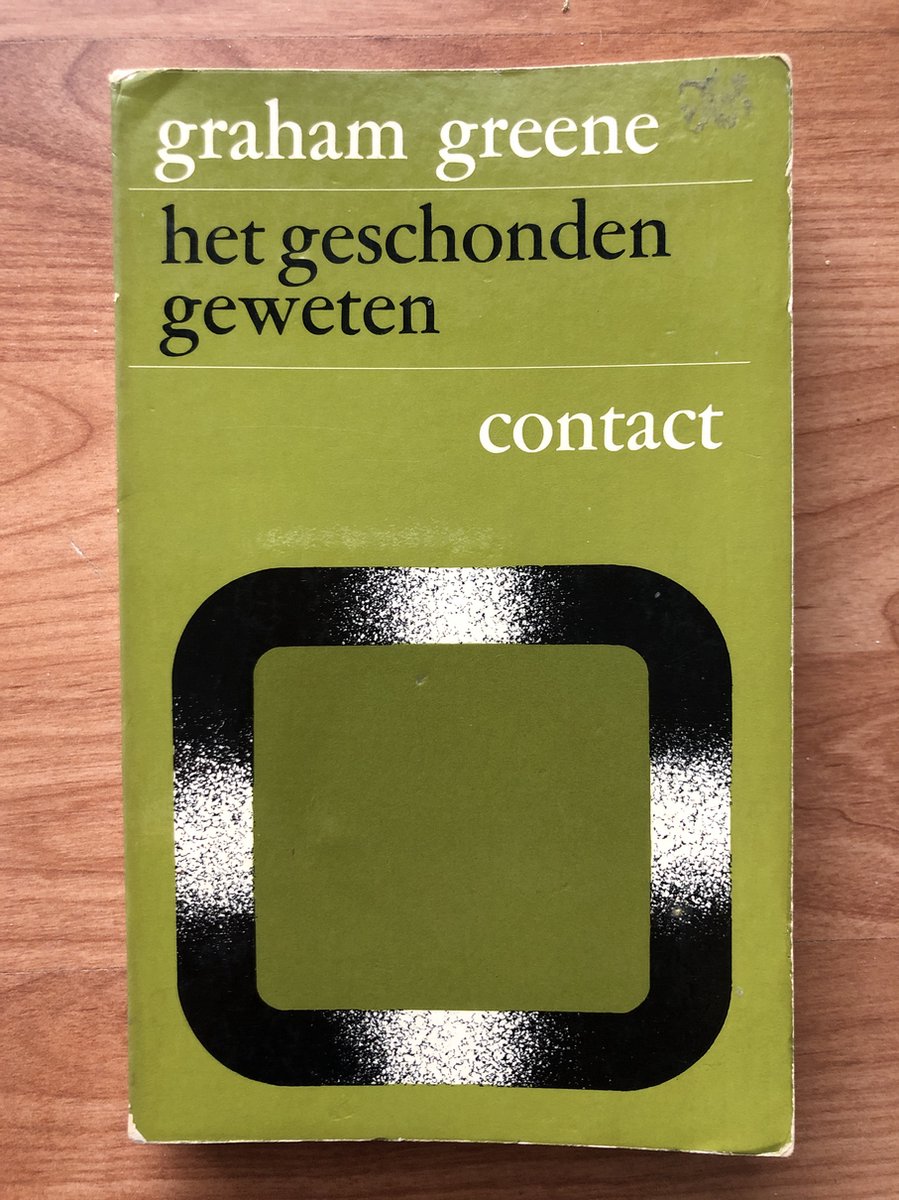 graham greene
het geschonden
geweten
contact